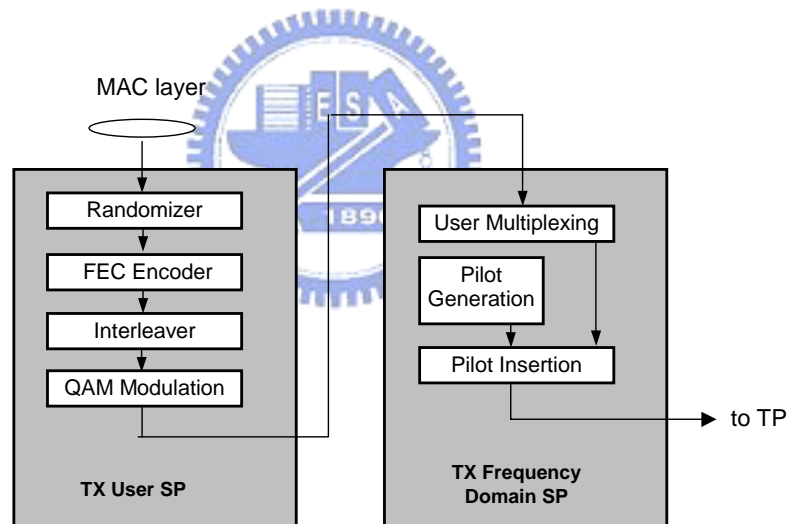 MAC layer
E S A
1896
Randomizer
FEC Encoder
Interleaver
QAM Modulation
TX User SP
User Multiplexing
Pilot
Generation
Pilot Insertion
to TP
TX Frequency
Domain SP